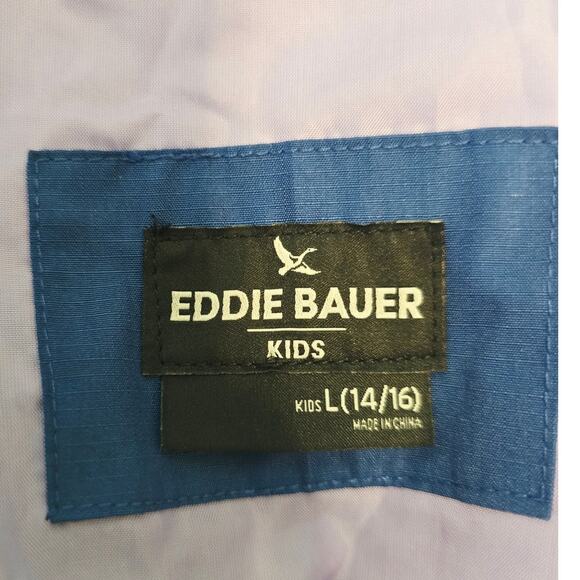 EDDIE BAUER
KIDS
KIDS L (14/16)
MADE IN CHINA